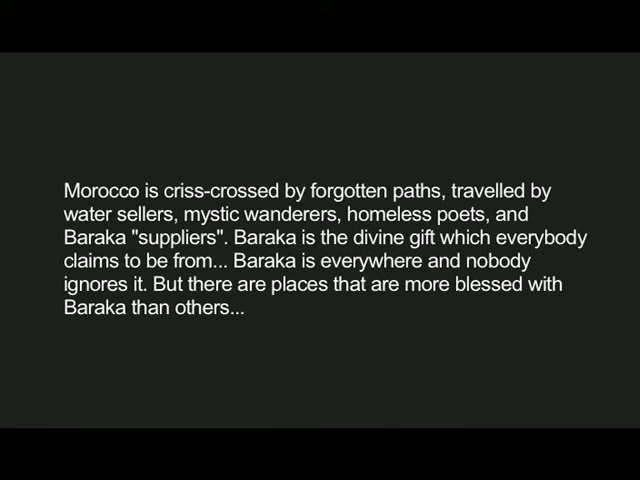 Morocco is criss-crossed by forgotten paths, travelled by
water sellers, mystic wanderers, homeless poets, and
Baraka "suppliers". Baraka is the divine gift which everybody
claims to be from... Baraka is everywhere and nobody
ignores it. But there are places that are more blessed with
Baraka than others...